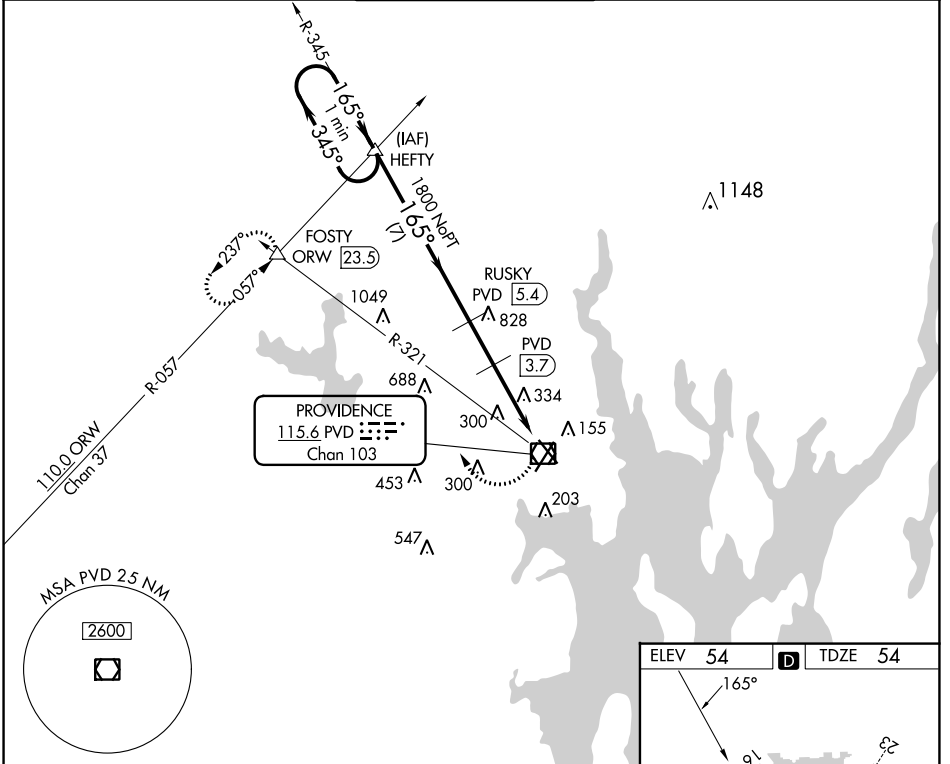 R-345
165°
1 min
345°
(IAF)
HEFTY
1800 NoPT
165°
(7)
1148
FOSTY
ORW 23.5
237°
057°
RUSKY
PVD 5.4
828
1049
R-321
PVD
3.7
R-057
688
334
300
155
PROVIDENCE
115.6 PVD
Chan 103
110.0 ORW
Chan 37
453
300
203
547
MSA PVD 25 NM
2600
ELEV 54
D
TDZE 54
165°
16
23